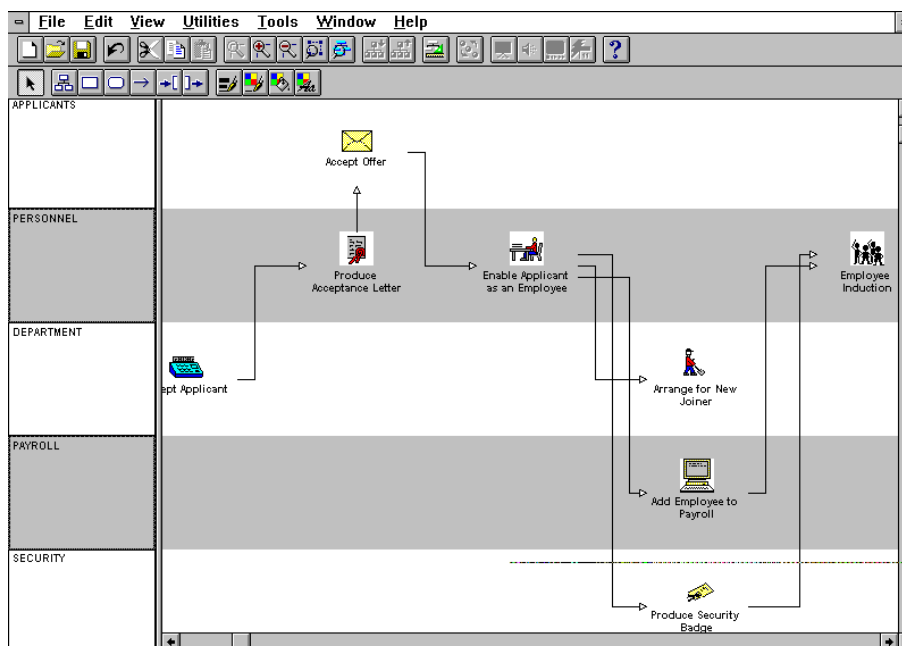 File Edit View Utilities Tools Window Help
?
Aa
APPLICANTS
Accept Offer
PERSONNEL
Produce
Acceptance Letter
Enable Applicant
as an Employee
Employee
Induction
DEPARTMENT
ept Applicant
Arrange for New
Joiner
PAYROLL
Add Employee to
Payroll
SECURITY
Produce Security
Badge